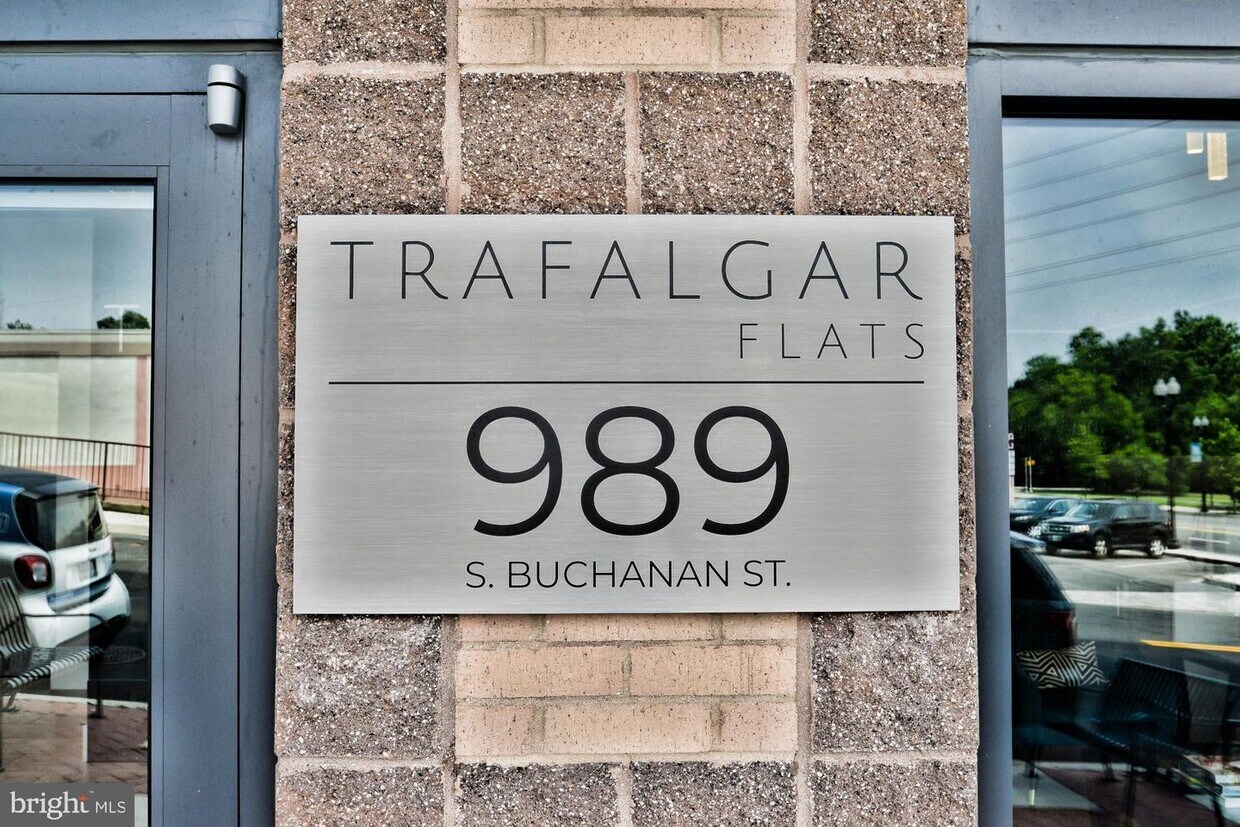 TRAFALGAR
FLATS
989
S. BUCHANAN ST.
bright MLS